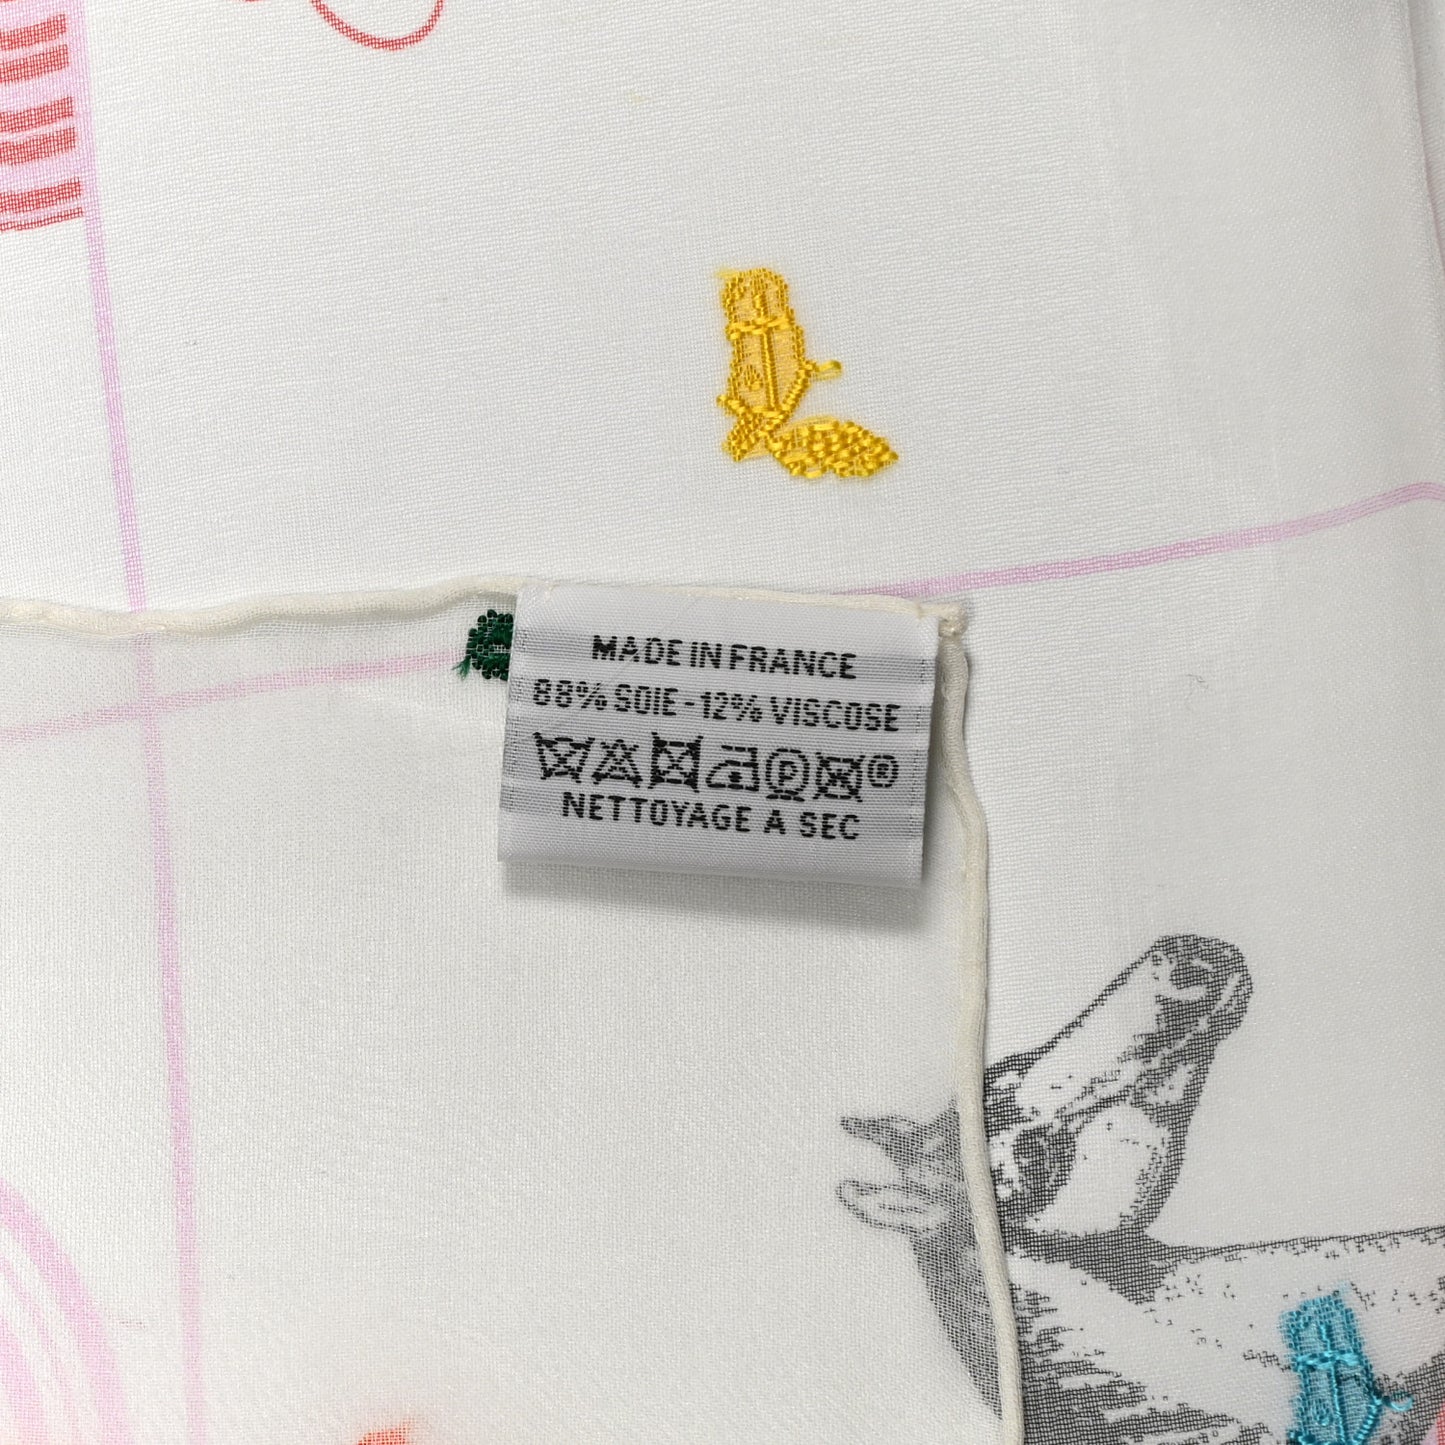 MADE IN FRANCE
88% SOIE - 12% VISCOSE
P ®
NETTOYAGE A SEC